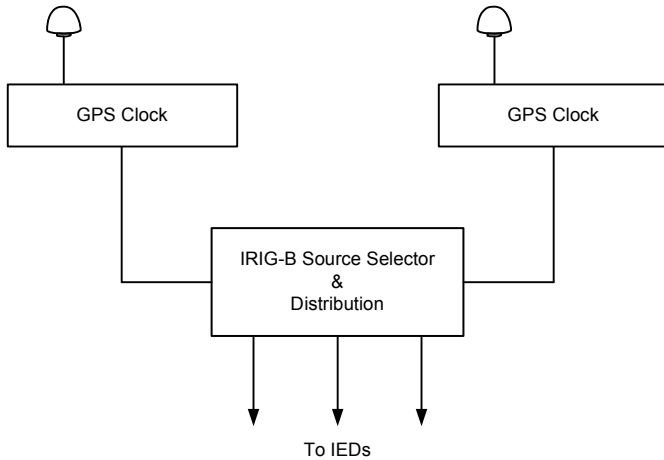 GPS Clock
GPS Clock
IRIG-B Source Selector
&
Distribution
To IEDs